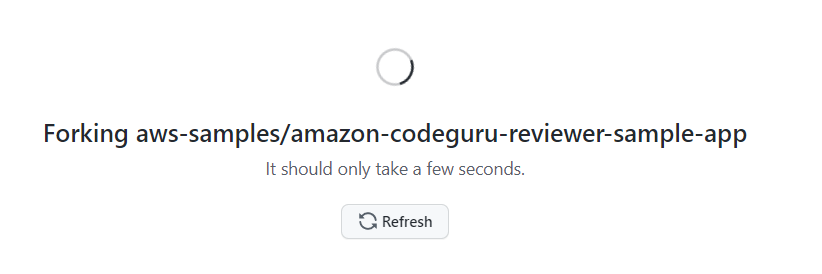 Forking aws-samples/amazon-codeguru-reviewer-sample-app
It should only take a few seconds.
Refresh